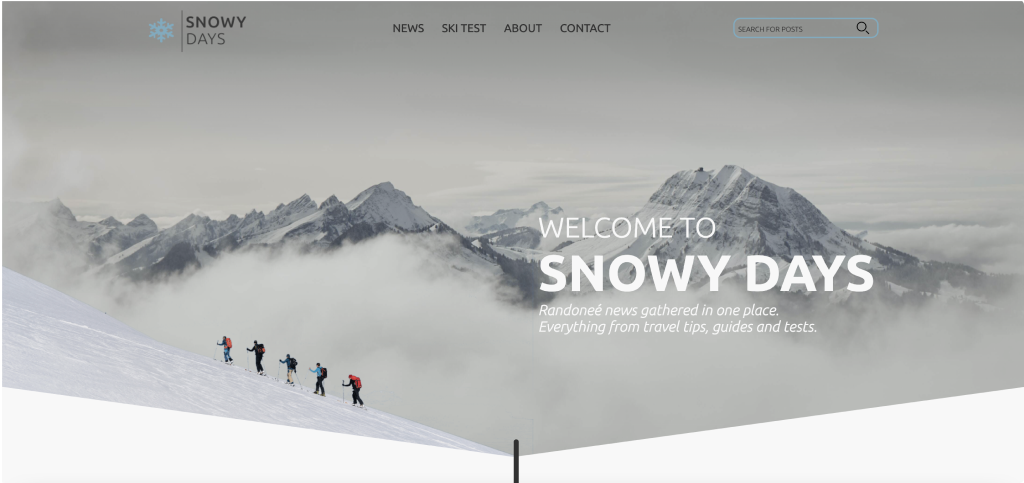 SNOWY
DAYS
NEWS SKI TEST ABOUT CONTACT
SEARCH FOR POSTS
WELCOME TO
SNOWY DAYS
Randoneé news gathered in one place.
Everything from travel tips, guides and tests.